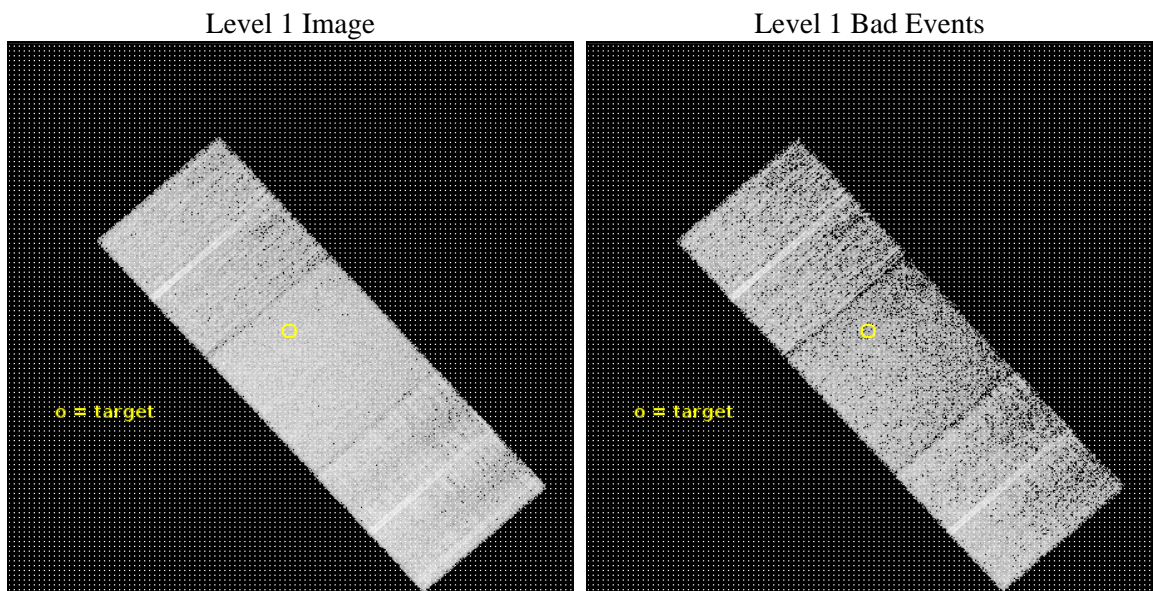 Level 1 Image
Level 1 Bad Events
o = target
o = target